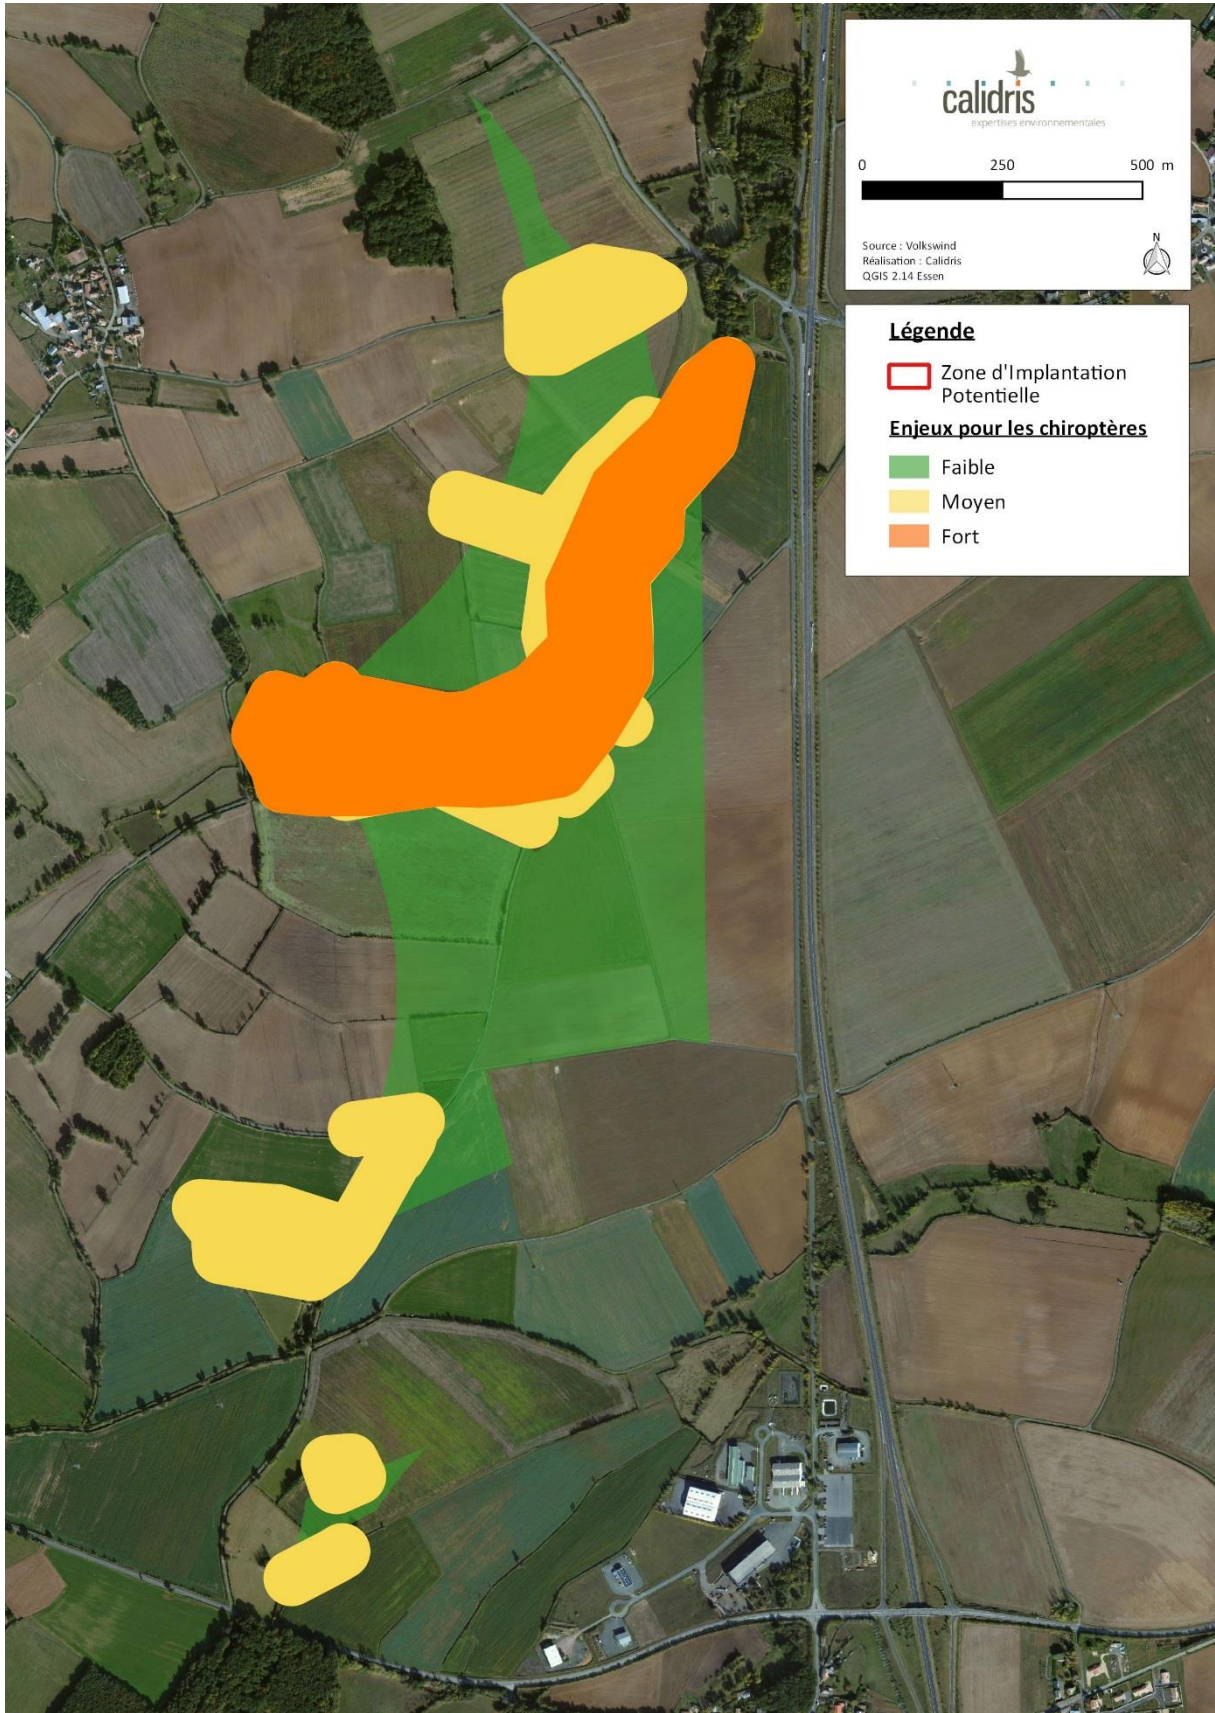 calidris
expertises environnementales
0 250 500 m
Source : Volkswind
Réalisation : Calidris
QGIS 2.14 Essen
N
Légende
Zone d'Implantation
Potentielle
Enjeux pour les chiroptères
Faible
Moyen
Fort